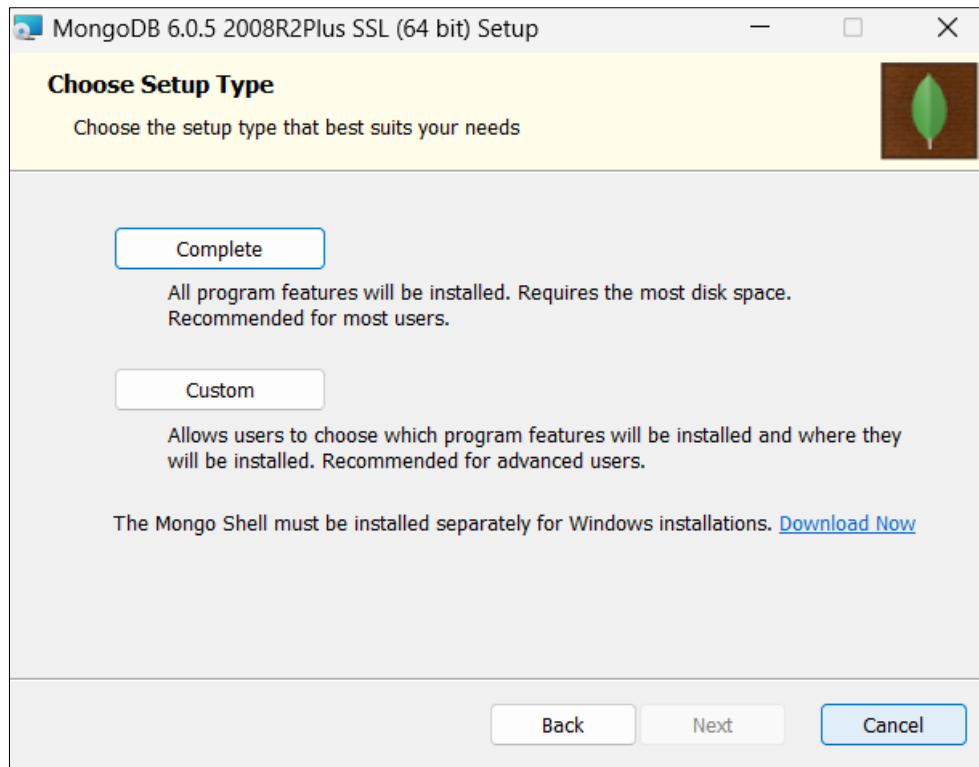 MongoDB 6.0.5 2008R2Plus SSL (64 bit) Setup
Choose Setup Type
Choose the setup type that best suits your needs
Complete
All program features will be installed. Requires the most disk space.
Recommended for most users.
Custom
Allows users to choose which program features will be installed and where they
will be installed. Recommended for advanced users.
The Mongo Shell must be installed separately for Windows installations. Download Now
Back Next Cancel